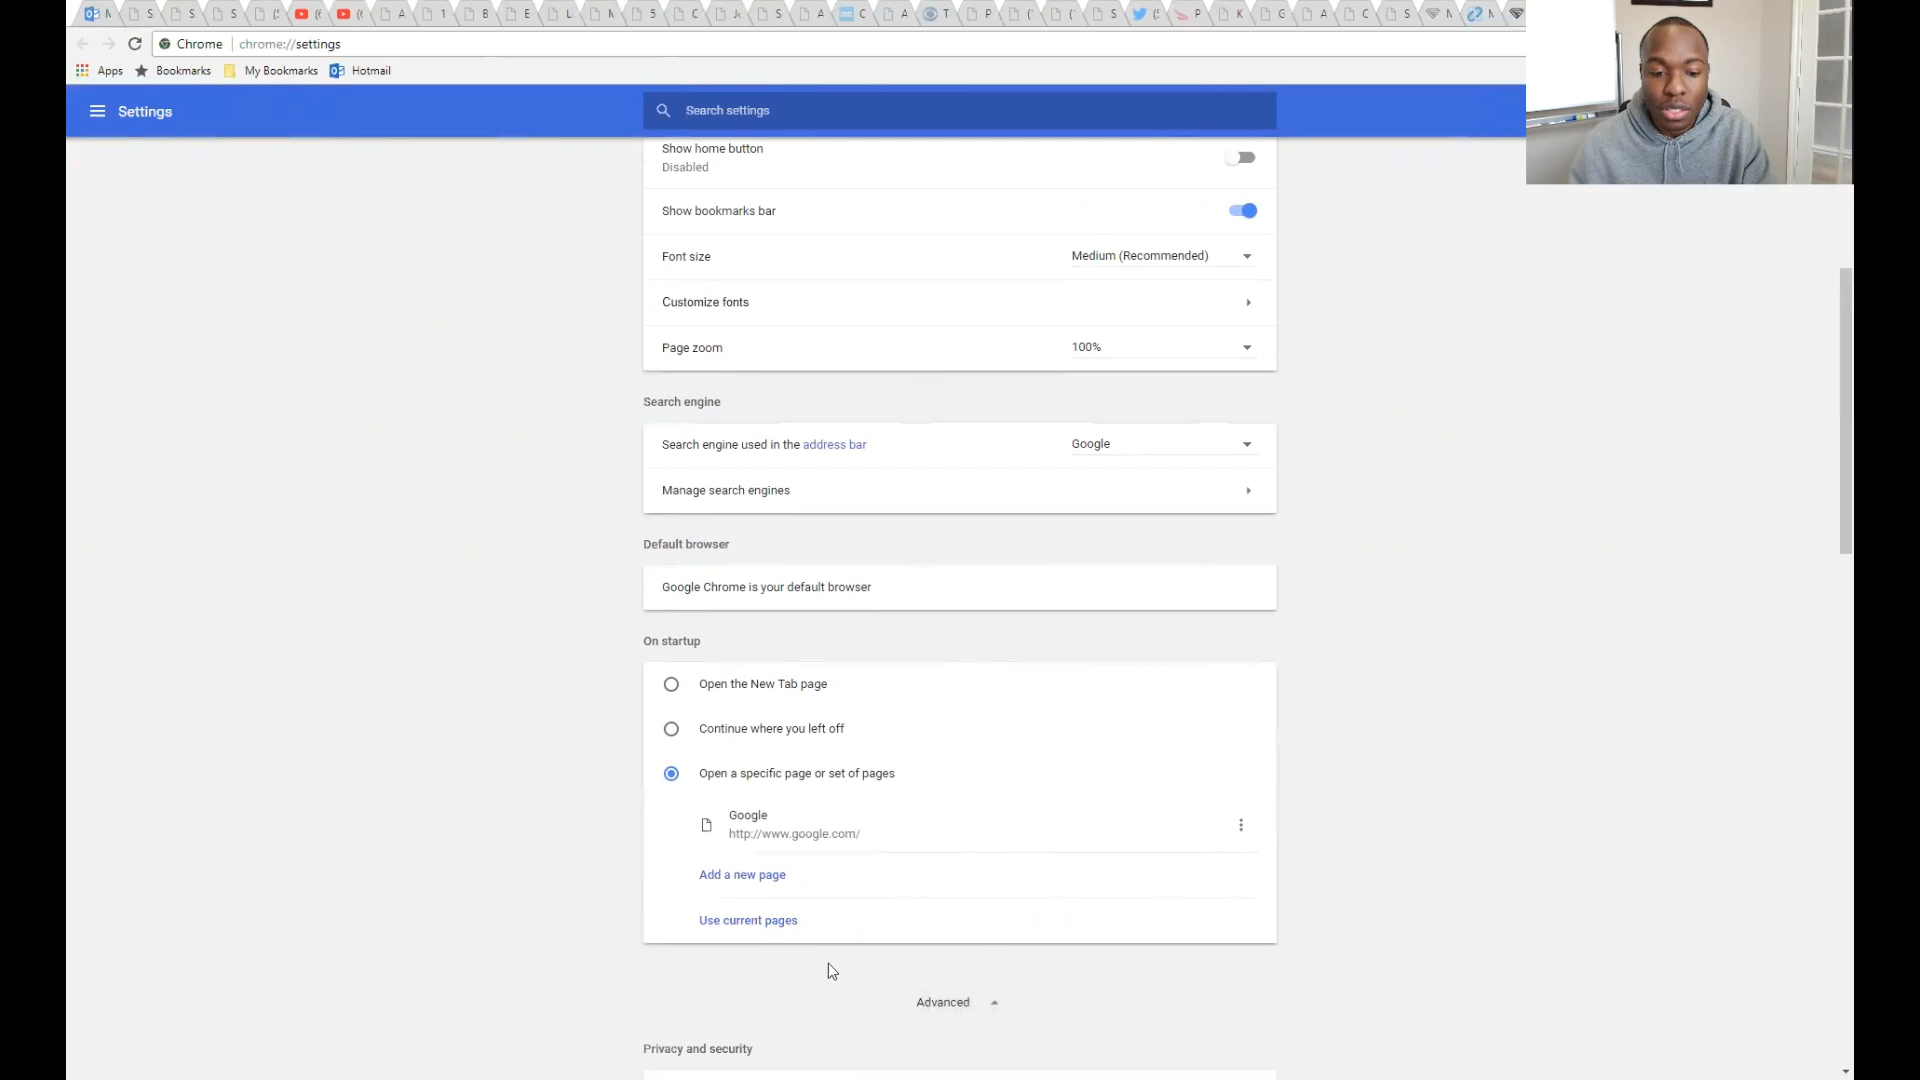 Chrome chrome://settings
Apps Bookmarks My Bookmarks Hotmail
Settings Search settings
Show home button
Disabled
Show bookmarks bar
Font size Medium (Recommended)
Customize fonts
Page zoom 100%
Search engine
Search engine used in the address bar Google
Manage search engines
Default browser
Google Chrome is your default browser
On startup
Open the New Tab page
Continue where you left off
Open a specific page or set of pages
Google
http://www.google.com/
Add a new page
Use current pages
Advanced
Privacy and security